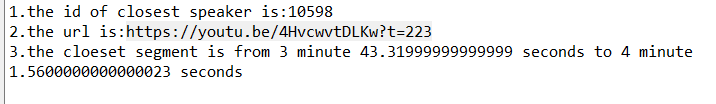 1.the id of closest speaker is:10598
2.the url is:https://youtu.be/4HvcwvtDLKw?t=223
3.the cloeset segment is from 3 minute 43.31999999999999 seconds to 4 minute
1.5600000000000023 seconds